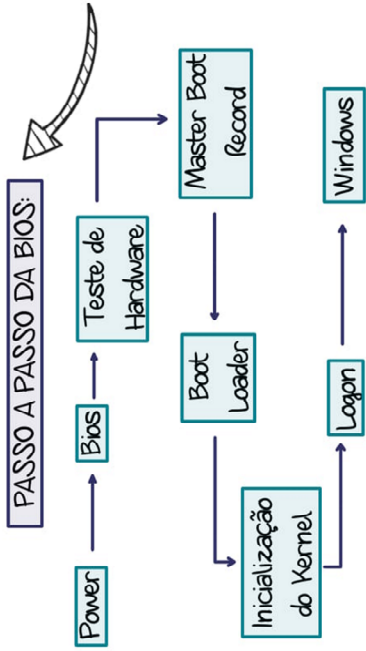 PASSO A PASSO DA BIOS:
Power
Bios
Teste de
Hardware
Master Boot
Record
Boot
Loader
Inicialização
do Kernel
Logon
Windows